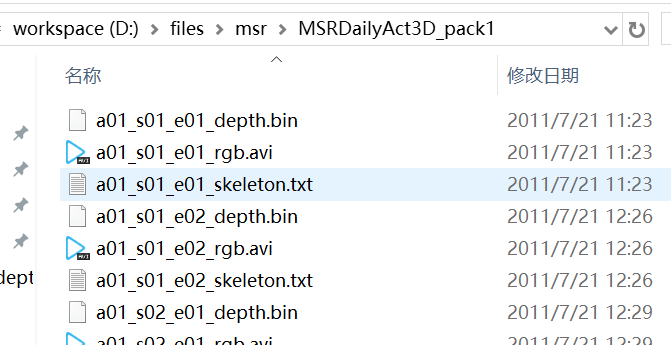 workspace (D:) > files > msr > MSRDailyAct3D_pack1
名称 修改日期
a01_s01_e01_depth.bin 2011/7/21 11:23
a01_s01_e01_rgb.avi 2011/7/21 11:23
a01_s01_e01_skeleton.txt 2011/7/21 11:23
a01_s01_e02_depth.bin 2011/7/21 12:26
a01_s01_e02_rgb.avi 2011/7/21 12:26
dept a01_s01_e02_skeleton.txt 2011/7/21 12:26
a01_s02_e01_depth.bin 2011/7/21 12:29
a01_s02_e01_rgb.avi 2011/7/21 12:29